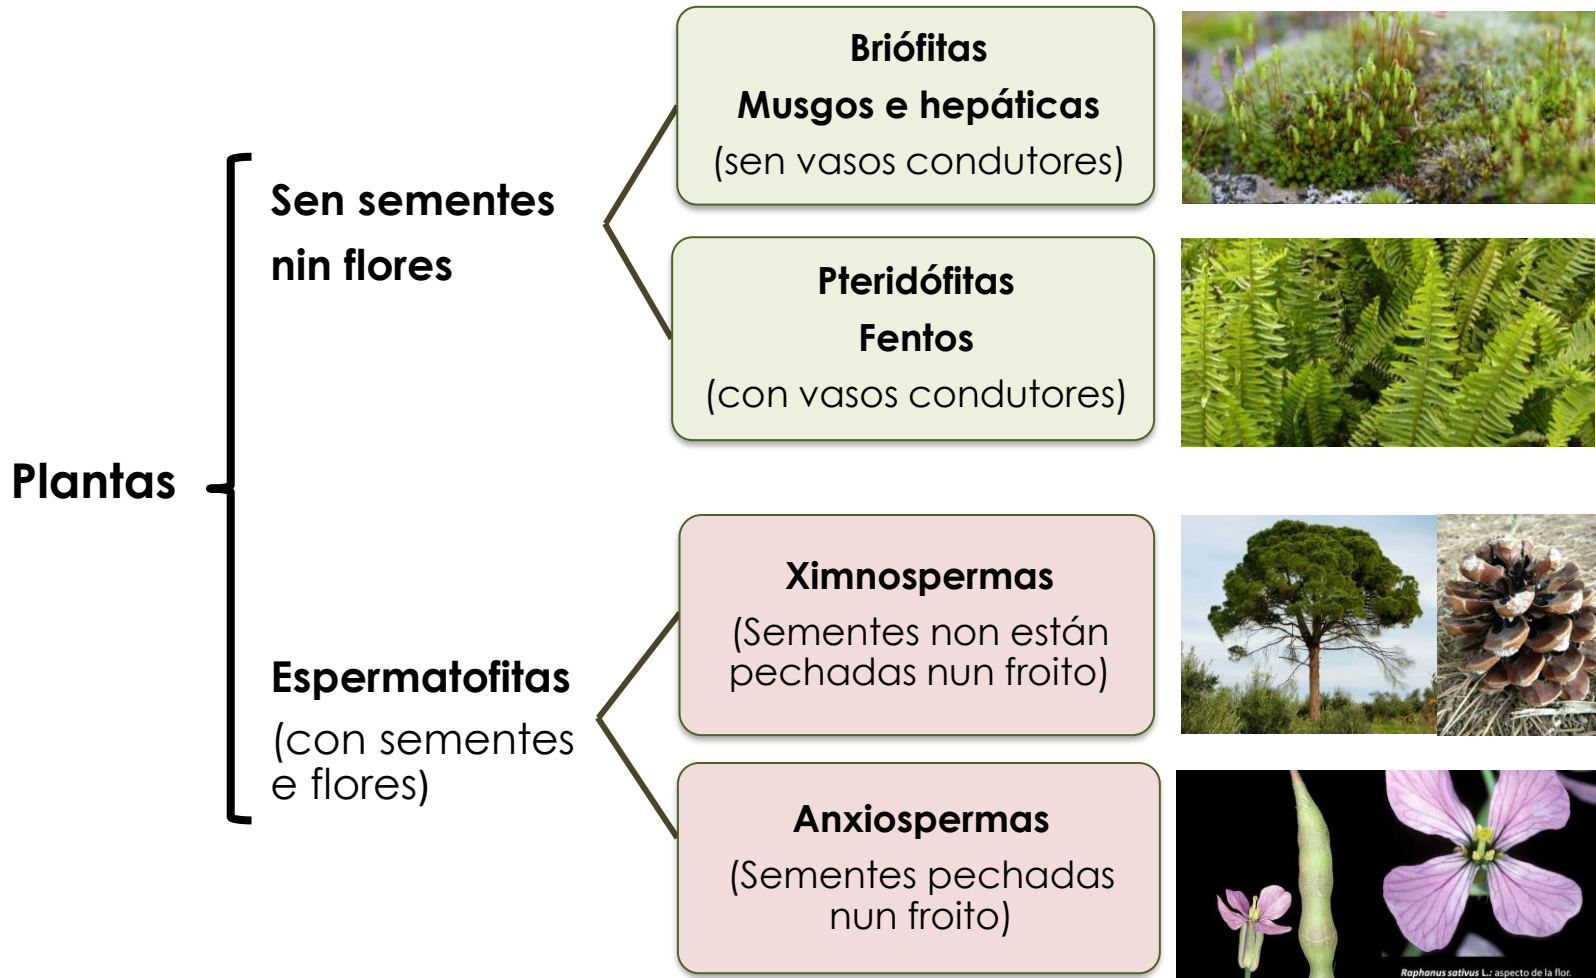 Plantas
Sen sementes
nin flores
Briófitas
Musgos e hepáticas
(sen vasos condutores)
Pteridófitas
Fentos
(con vasos condutores)
Espermatofitas
(con sementes
e flores)
Ximnospermas
(Sementes non están
pechadas nun froito)
Anxiospermas
(Sementes pechadas
nun froito)
Raphanus sativus L.: aspecto de la flor.